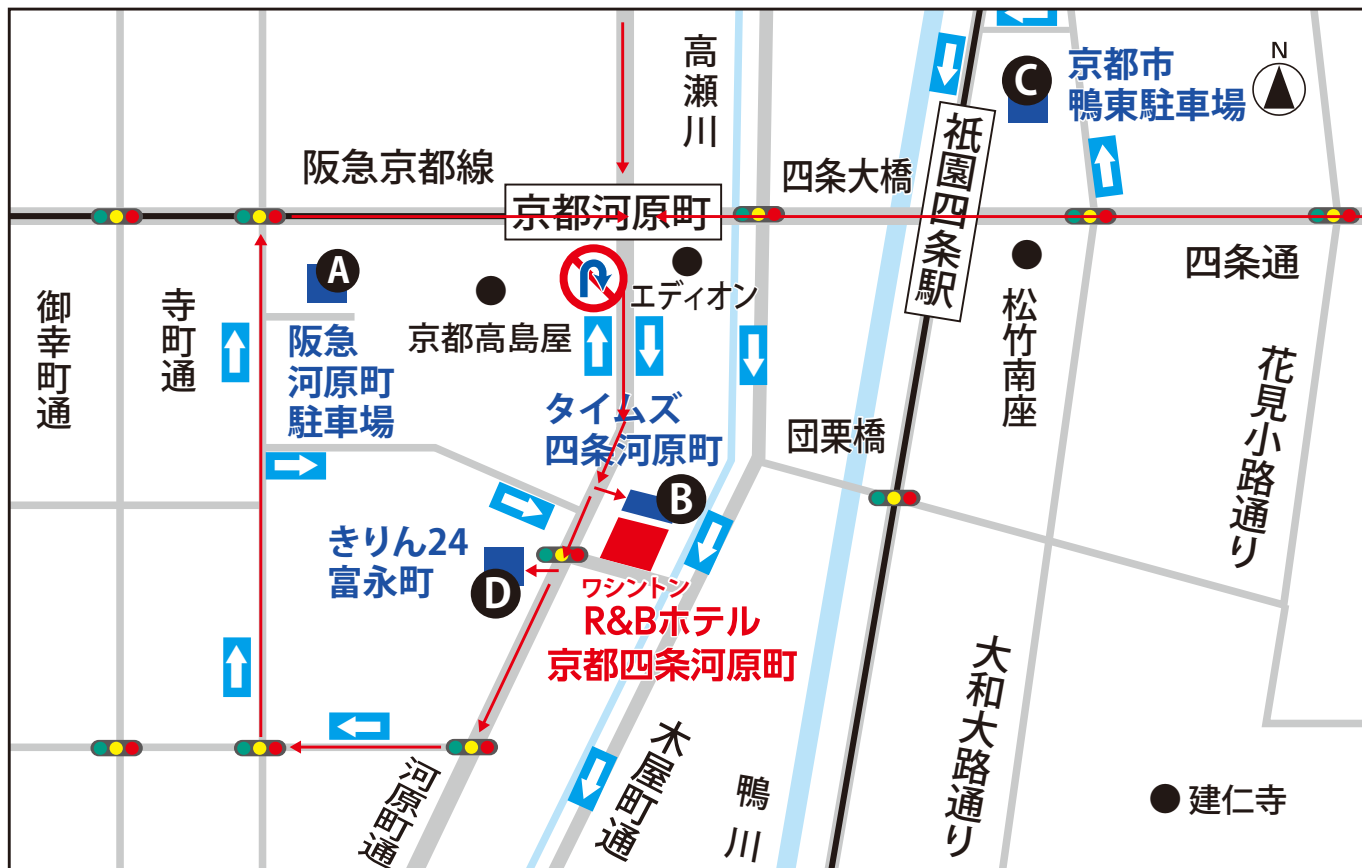 N
高瀬川
C
京都市
鴨東駐車場
祇園四条駅
阪急京都線
四条大橋
京都河原町
四条通
A
エディオン
御幸町通
寺町通
阪急
河原町
駐車場
京都高島屋
松竹南座
花見小路通り
タイムズ
四条河原町
団栗橋
B
きりん24
富永町
D
ワシントン
R&Bホテル
京都四条河原町
大和大路通り
木屋町通
河原町通
鴨川
建仁寺